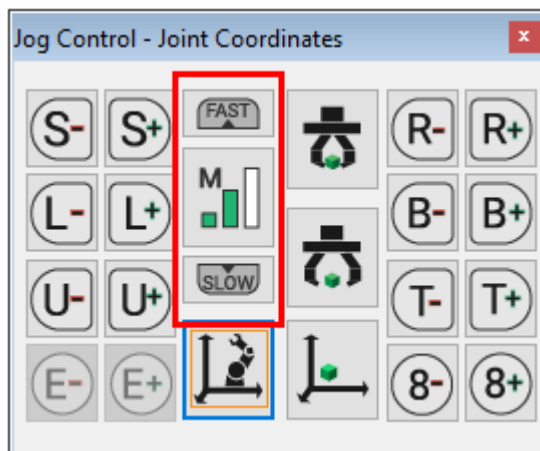 Jog Control - Joint Coordinates
x
S- S+ FAST R- R+
M
L- L+ B- B+
SLOW
U- U+ T- T+
E- E+ 8- 8+